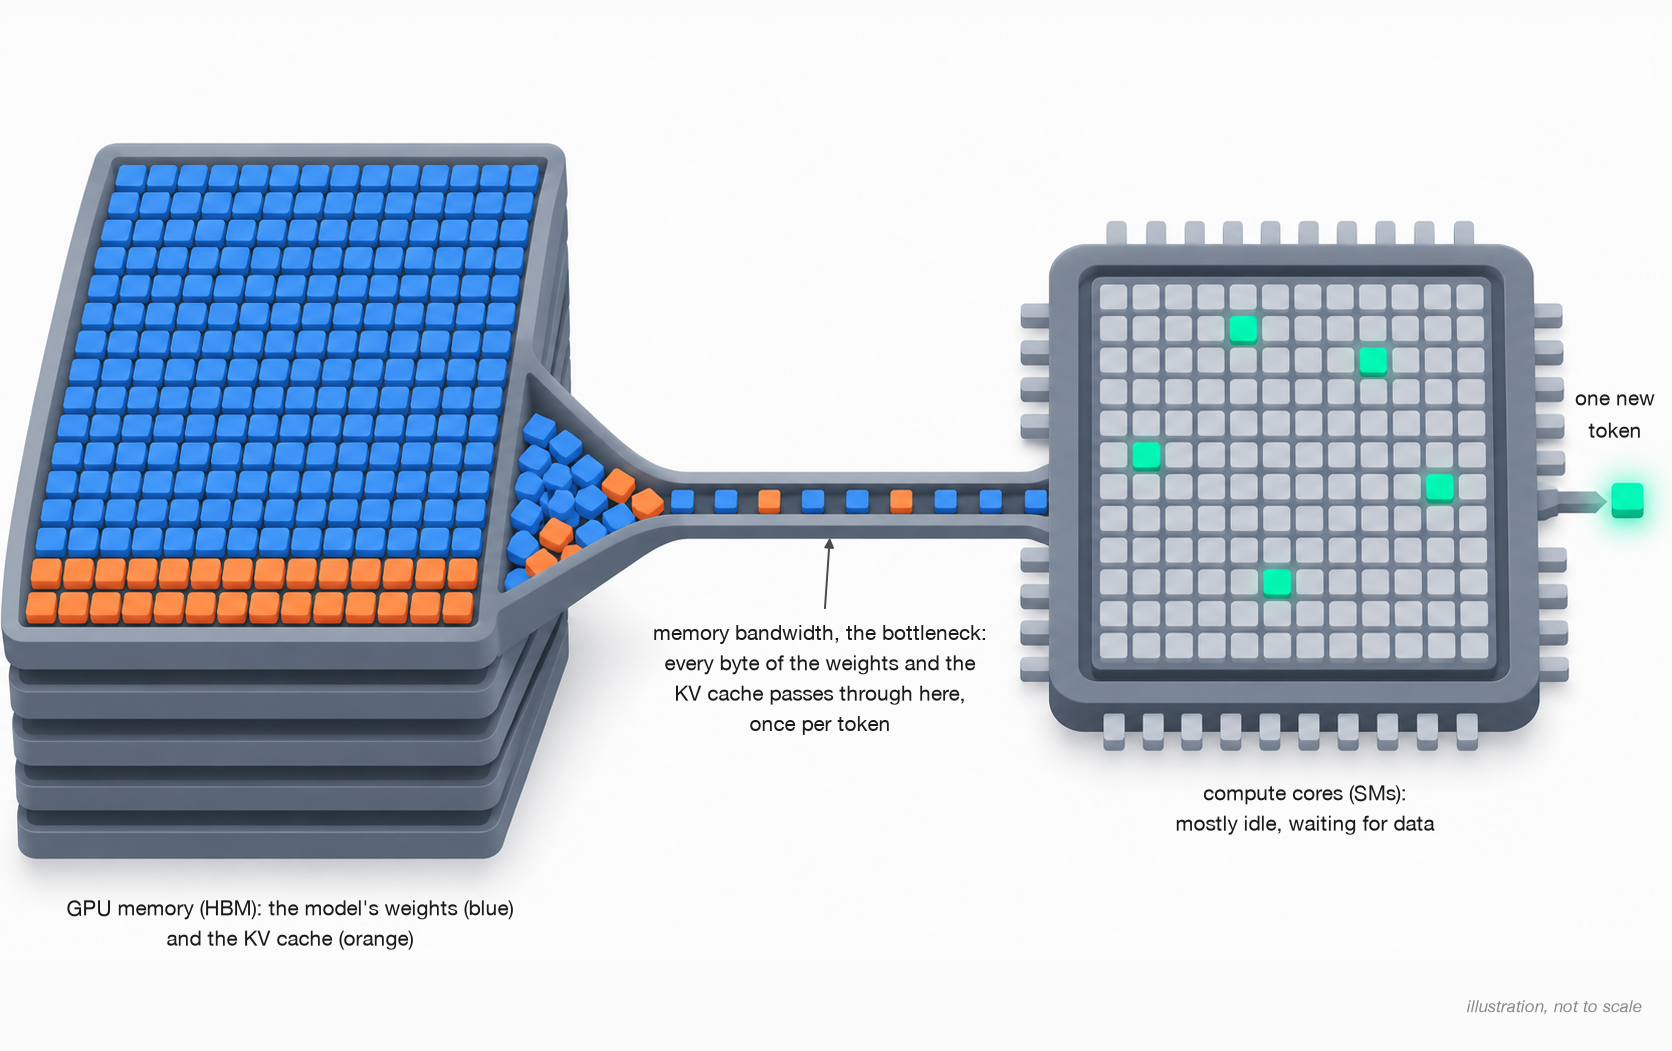 one new
token
memory bandwidth, the bottleneck:
every byte of the weights and the
KV cache passes through here,
once per token
compute cores (SMs):
mostly idle, waiting for data
GPU memory (HBM): the model's weights (blue)
and the KV cache (orange)
illustration, not to scale